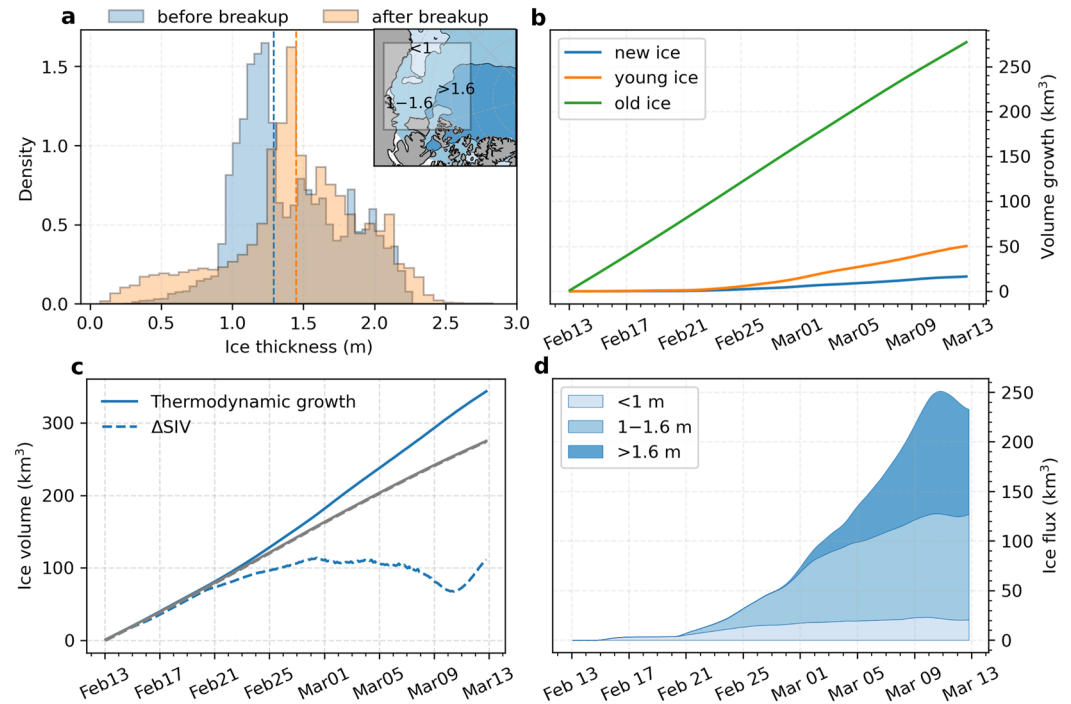 a
before breakup
after breakup
Density
1.5
1.0
0.5
0.0
<1
>1.6
1−1.6
0.0 0.5 1.0 1.5 2.0 2.5 3.0
Ice thickness (m)
b
new ice
young ice
old ice
250
200
150
100
50
0
Volume growth (km³)
Feb13 Feb17 Feb21 Feb25 Mar01 Mar05 Mar09 Mar13
c
Thermodynamic growth
ΔSIV
Ice volume (km³)
300
200
100
0
Feb13 Feb17 Feb21 Feb25 Mar01 Mar05 Mar09 Mar13
d
<1 m
1−1.6 m
>1.6 m
250
200
150
100
50
0
Ice flux (km³)
Feb 13 Feb 17 Feb 21 Feb 25 Mar 01 Mar 05 Mar 09 Mar 13